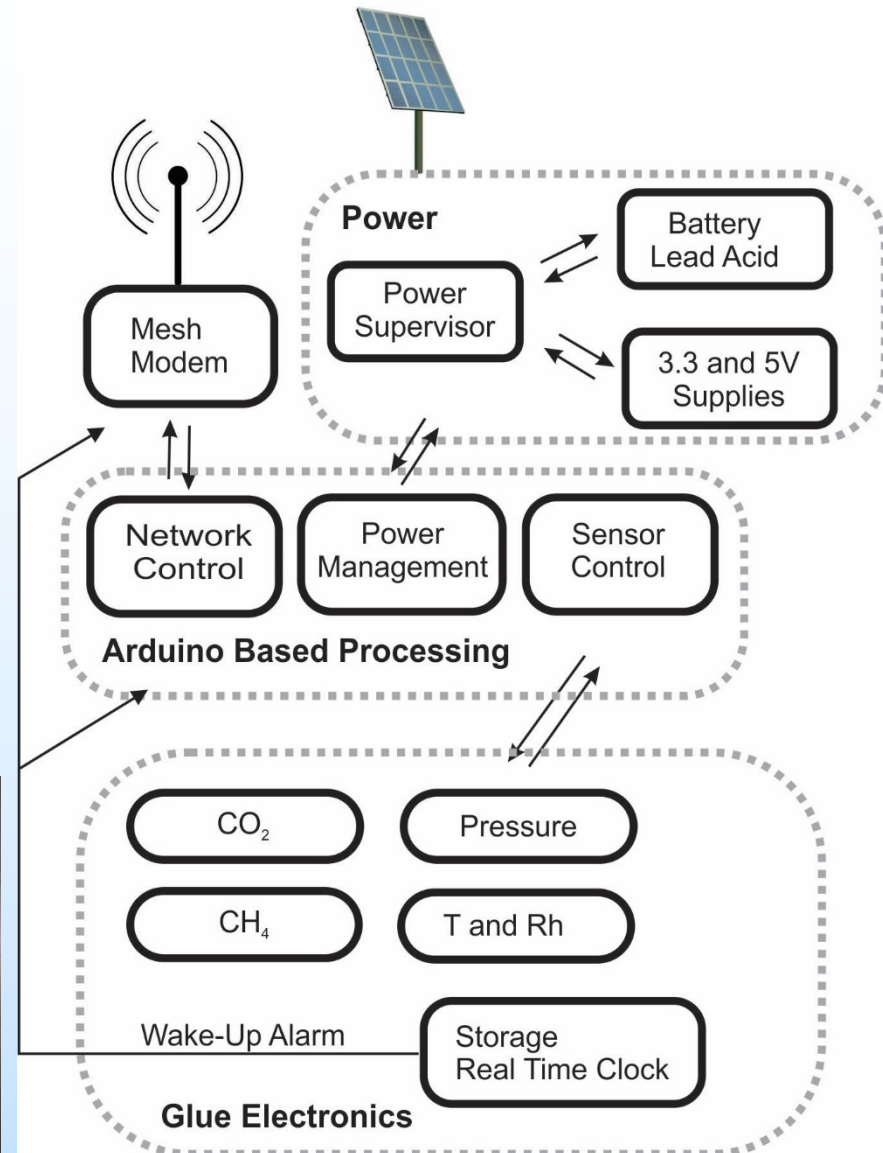 Power
Battery
Lead Acid
Power
Supervisor
3.3 and 5V
Supplies
Mesh
Modem
Network
Control
Power
Management
Sensor
Control
Arduino Based Processing
CO₂
Pressure
CH₄
T and Rh
Wake-Up Alarm
Storage
Real Time Clock
Glue Electronics